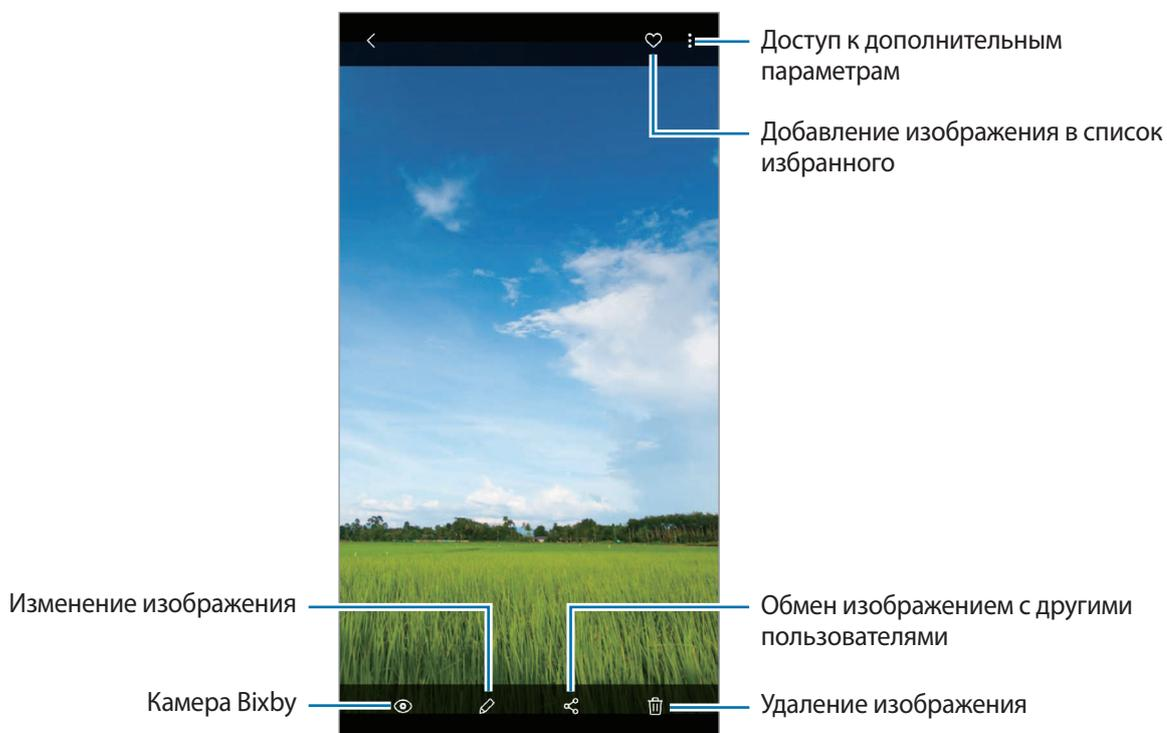 Доступ к дополнительным
параметрам
Добавление изображения в список
избранного
Изменение изображения
Обмен изображением с другими
пользователями
Камера Bixby
Удаление изображения